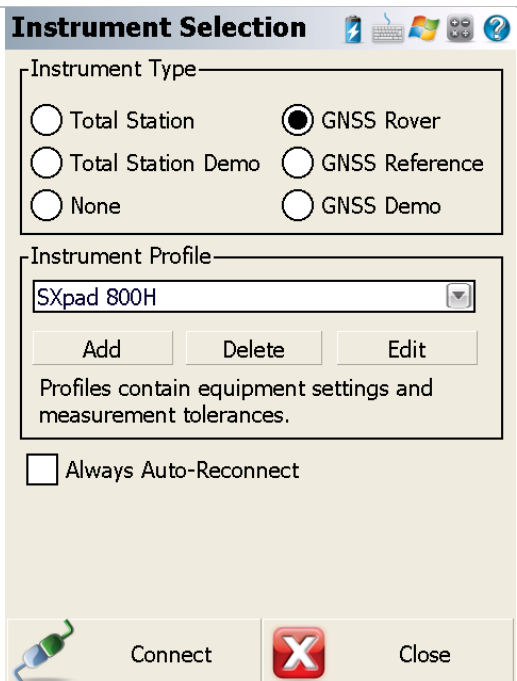 Instrument Selection
Instrument Type
Total Station
GNSS Rover
Total Station Demo
GNSS Reference
None
GNSS Demo
Instrument Profile
SXpad 800H
Add
Delete
Edit
Profiles contain equipment settings and
measurement tolerances.
Always Auto-Reconnect
Connect
Close